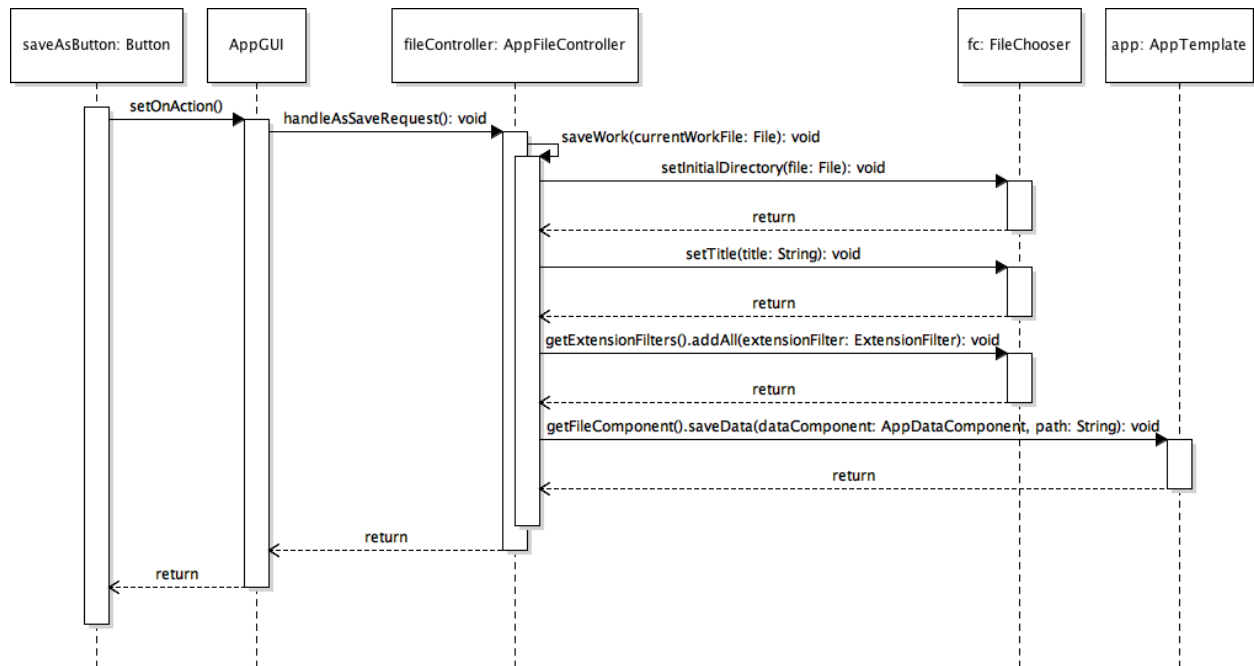 saveAsButton: Button
AppGUI
fileController: AppFileController
fc: FileChooser
app: AppTemplate
setOnAction()
handleAsSaveRequest(): void
saveWork(currentWorkFile: File): void
setInitialDirectory(file: File): void
return
setTitle(title: String): void
return
getExtensionFilters().addAll(extensionFilter: ExtensionFilter): void
return
getFileComponent().saveData(dataComponent: AppDataComponent, path: String): void
return
return
return